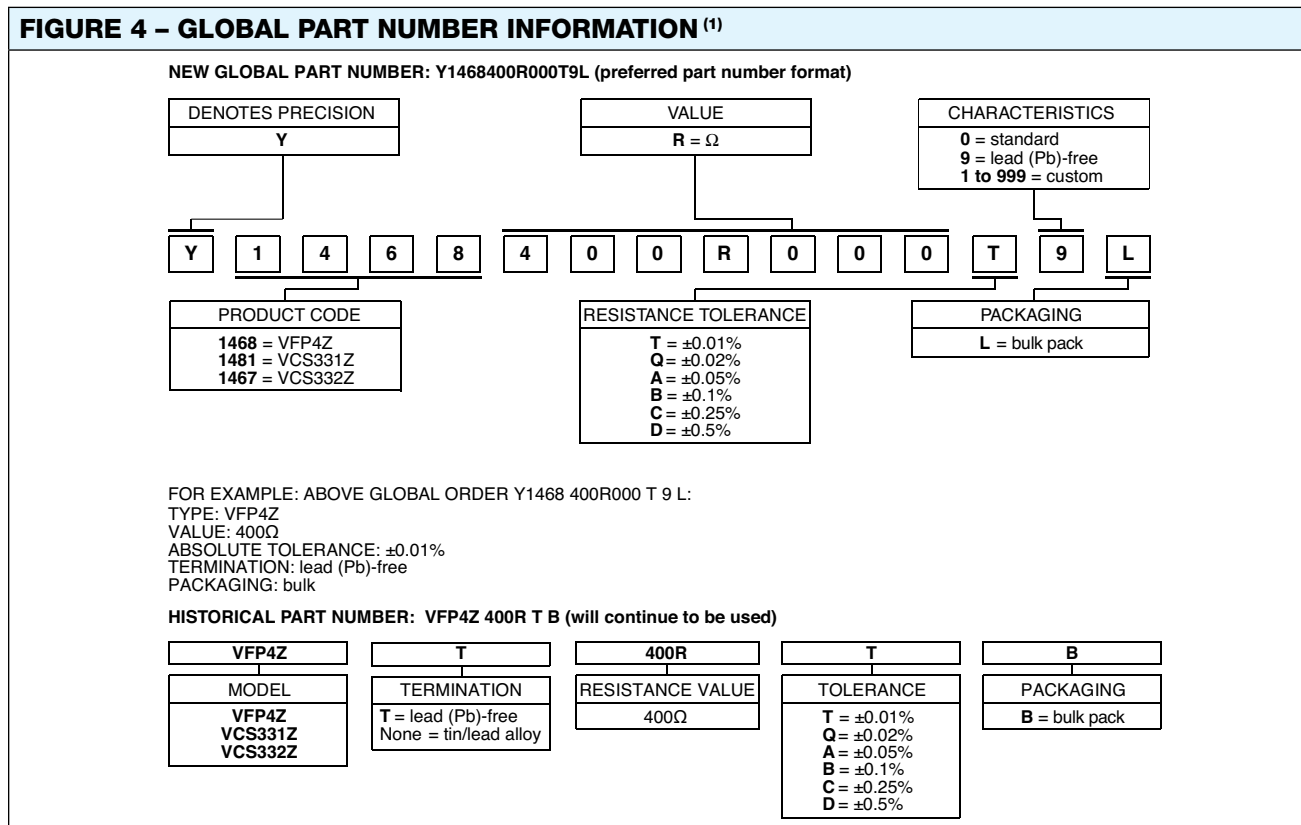 FIGURE 4 – GLOBAL PART NUMBER INFORMATION (1)
NEW GLOBAL PART NUMBER: Y1468400R000T9L (preferred part number format)
DENOTES PRECISION
Y
VALUE
R = Ω
CHARACTERISTICS
0 = standard
9 = lead (Pb)-free
1 to 999 = custom
Y 1 4 6 8 4 0 0 R 0 0 0 T 9 L
PRODUCT CODE
1468 = VFP4Z
1481 = VCS331Z
1467 = VCS332Z
RESISTANCE TOLERANCE
T = ±0.01%
Q = ±0.02%
A = ±0.05%
B = ±0.1%
C = ±0.25%
D = ±0.5%
PACKAGING
L = bulk pack
FOR EXAMPLE: ABOVE GLOBAL ORDER Y1468 400R000 T 9 L:
TYPE: VFP4Z
VALUE: 400Ω
ABSOLUTE TOLERANCE: ±0.01%
TERMINATION: lead (Pb)-free
PACKAGING: bulk
HISTORICAL PART NUMBER: VFP4Z 400R T B (will continue to be used)
VFP4Z
MODEL
VFP4Z
VCS331Z
VCS332Z
T
TERMINATION
T = lead (Pb)-free
None = tin/lead alloy
400R
RESISTANCE VALUE
400Ω
T
TOLERANCE
T = ±0.01%
Q = ±0.02%
A = ±0.05%
B = ±0.1%
C = ±0.25%
D = ±0.5%
B
PACKAGING
B = bulk pack